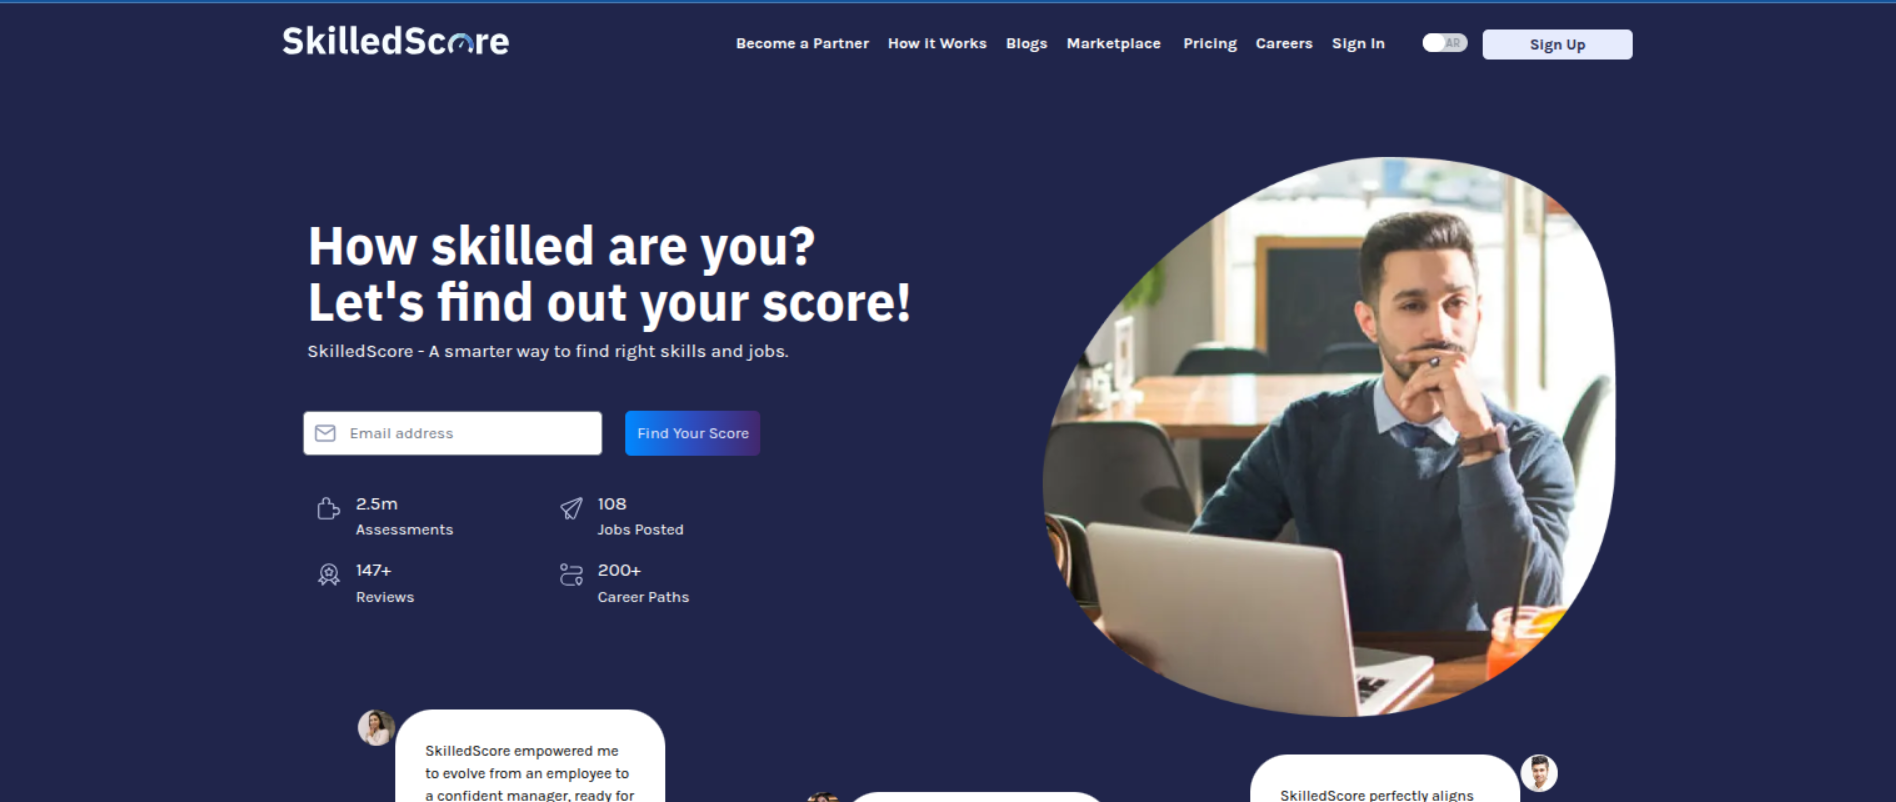 SkilledScore
Become a Partner
How it Works
Blogs
Marketplace
Pricing
Careers
Sign In
AR
Sign Up
How skilled are you?
Let's find out your score!
SkilledScore - A smarter way to find right skills and jobs.
Email address
Find Your Score
2.5m
Assessments
108
Jobs Posted
147+
Reviews
200+
Career Paths
SkilledScore empowered me
to evolve from an employee to
a confident manager, ready for
SkilledScore perfectly aligns